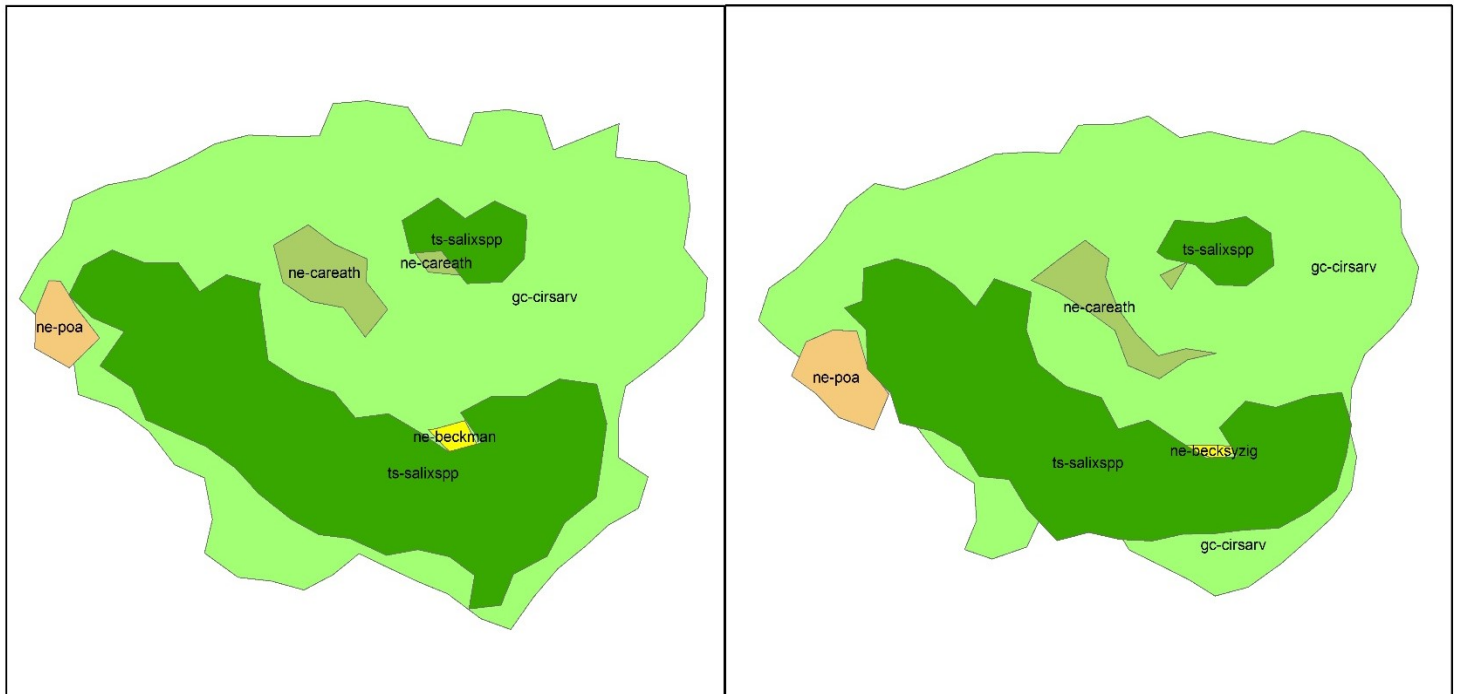 ts-salixspp
ne-careath
ne-careath
gc-cirsarv
ne-poa
ne-beckman
ts-salixspp
ts-salixspp
gc-cirsarv
ne-careath
ne-poa
ne-becksyzig
ts-salixspp
gc-cirsarv